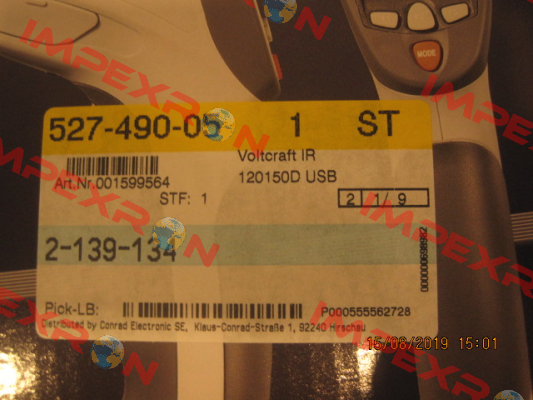 MODE
527-490-05 1 ST
Voltcraft IR
Art.Nr.001599564 120150D USB
STF: 1 2 1/9
2-139-134
000000698982
Pick-LB: P000555562728
Distributed by Conrad Electronic SE, Klaus-Conrad-Straße 1, 92240 Hirschau
15/08/2019 15:01
IMPEXRON